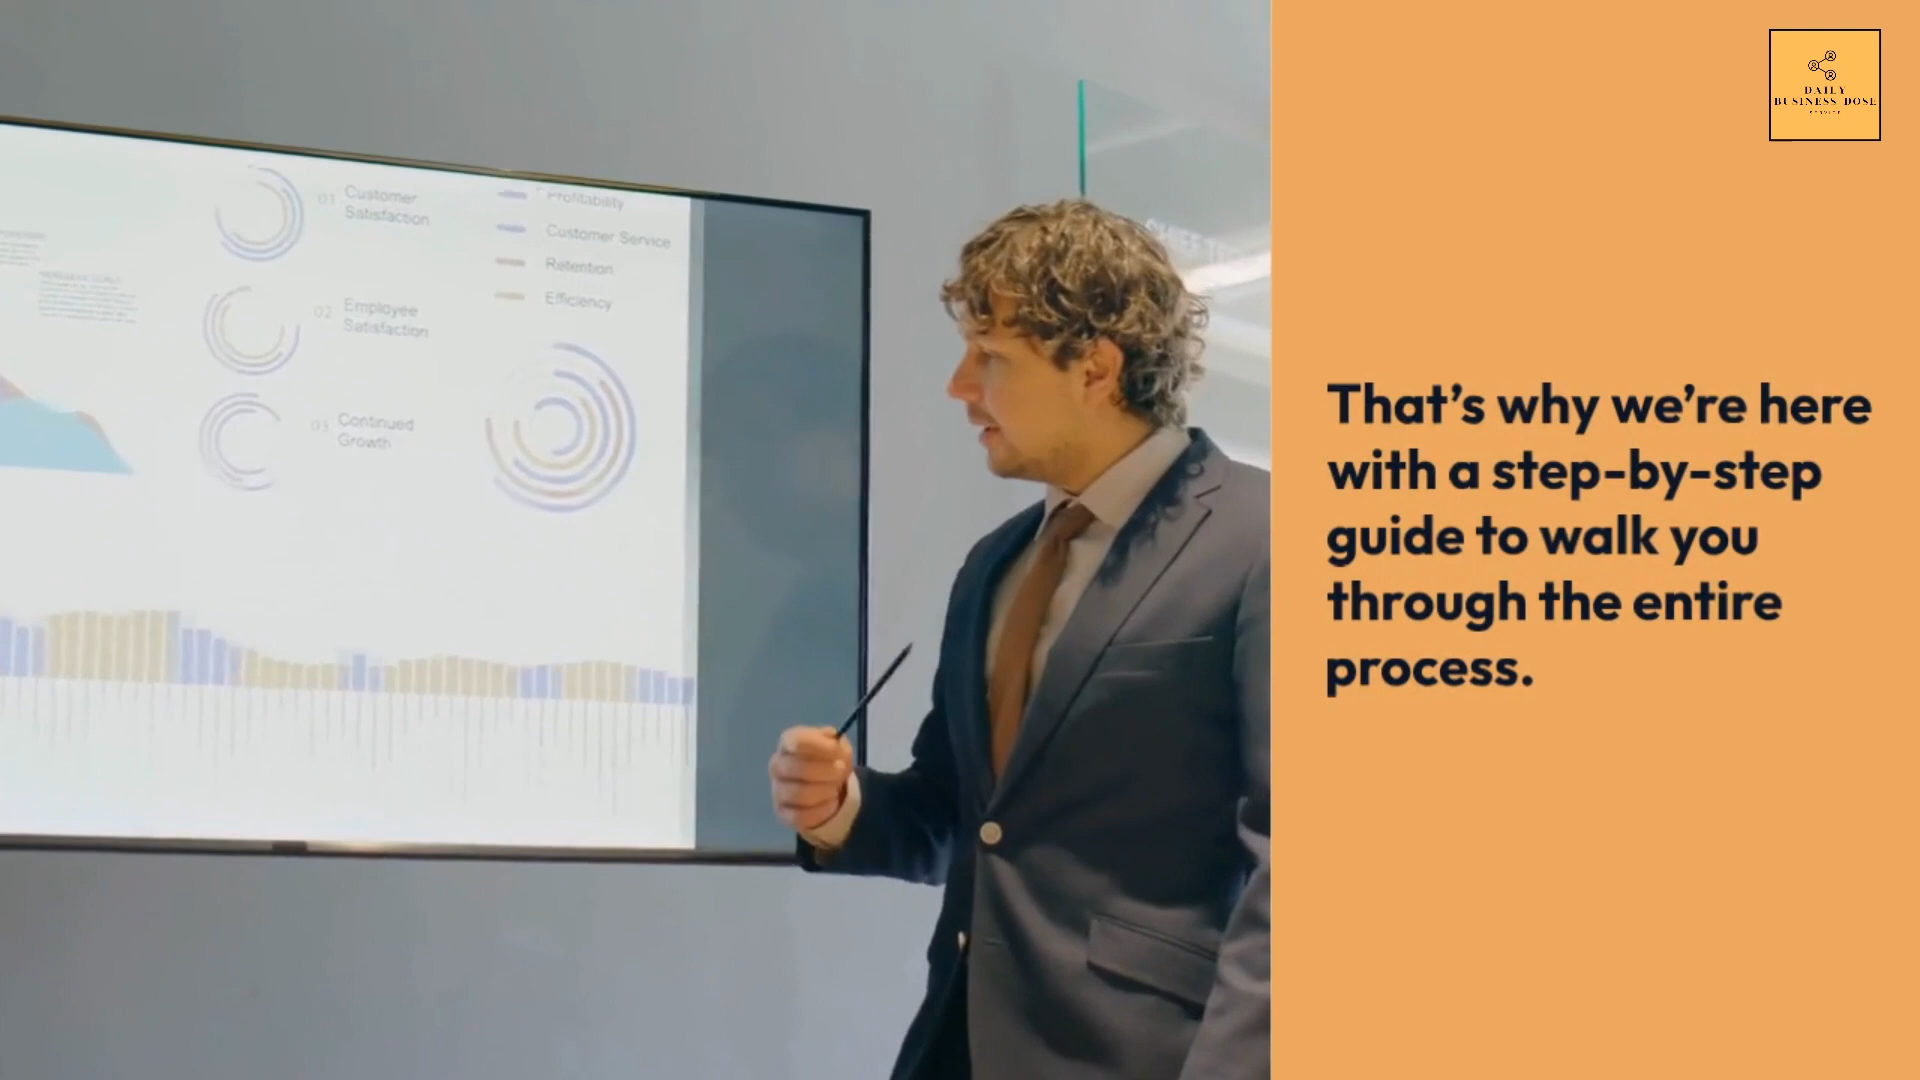 DAILY
BUSINESS DOSE
01 Customer
Satisfaction
02 Employee
Satisfaction
03 Continued
Growth
Profitability
Customer Service
Retention
Efficiency
That’s why we’re here
with a step-by-step
guide to walk you
through the entire
process.